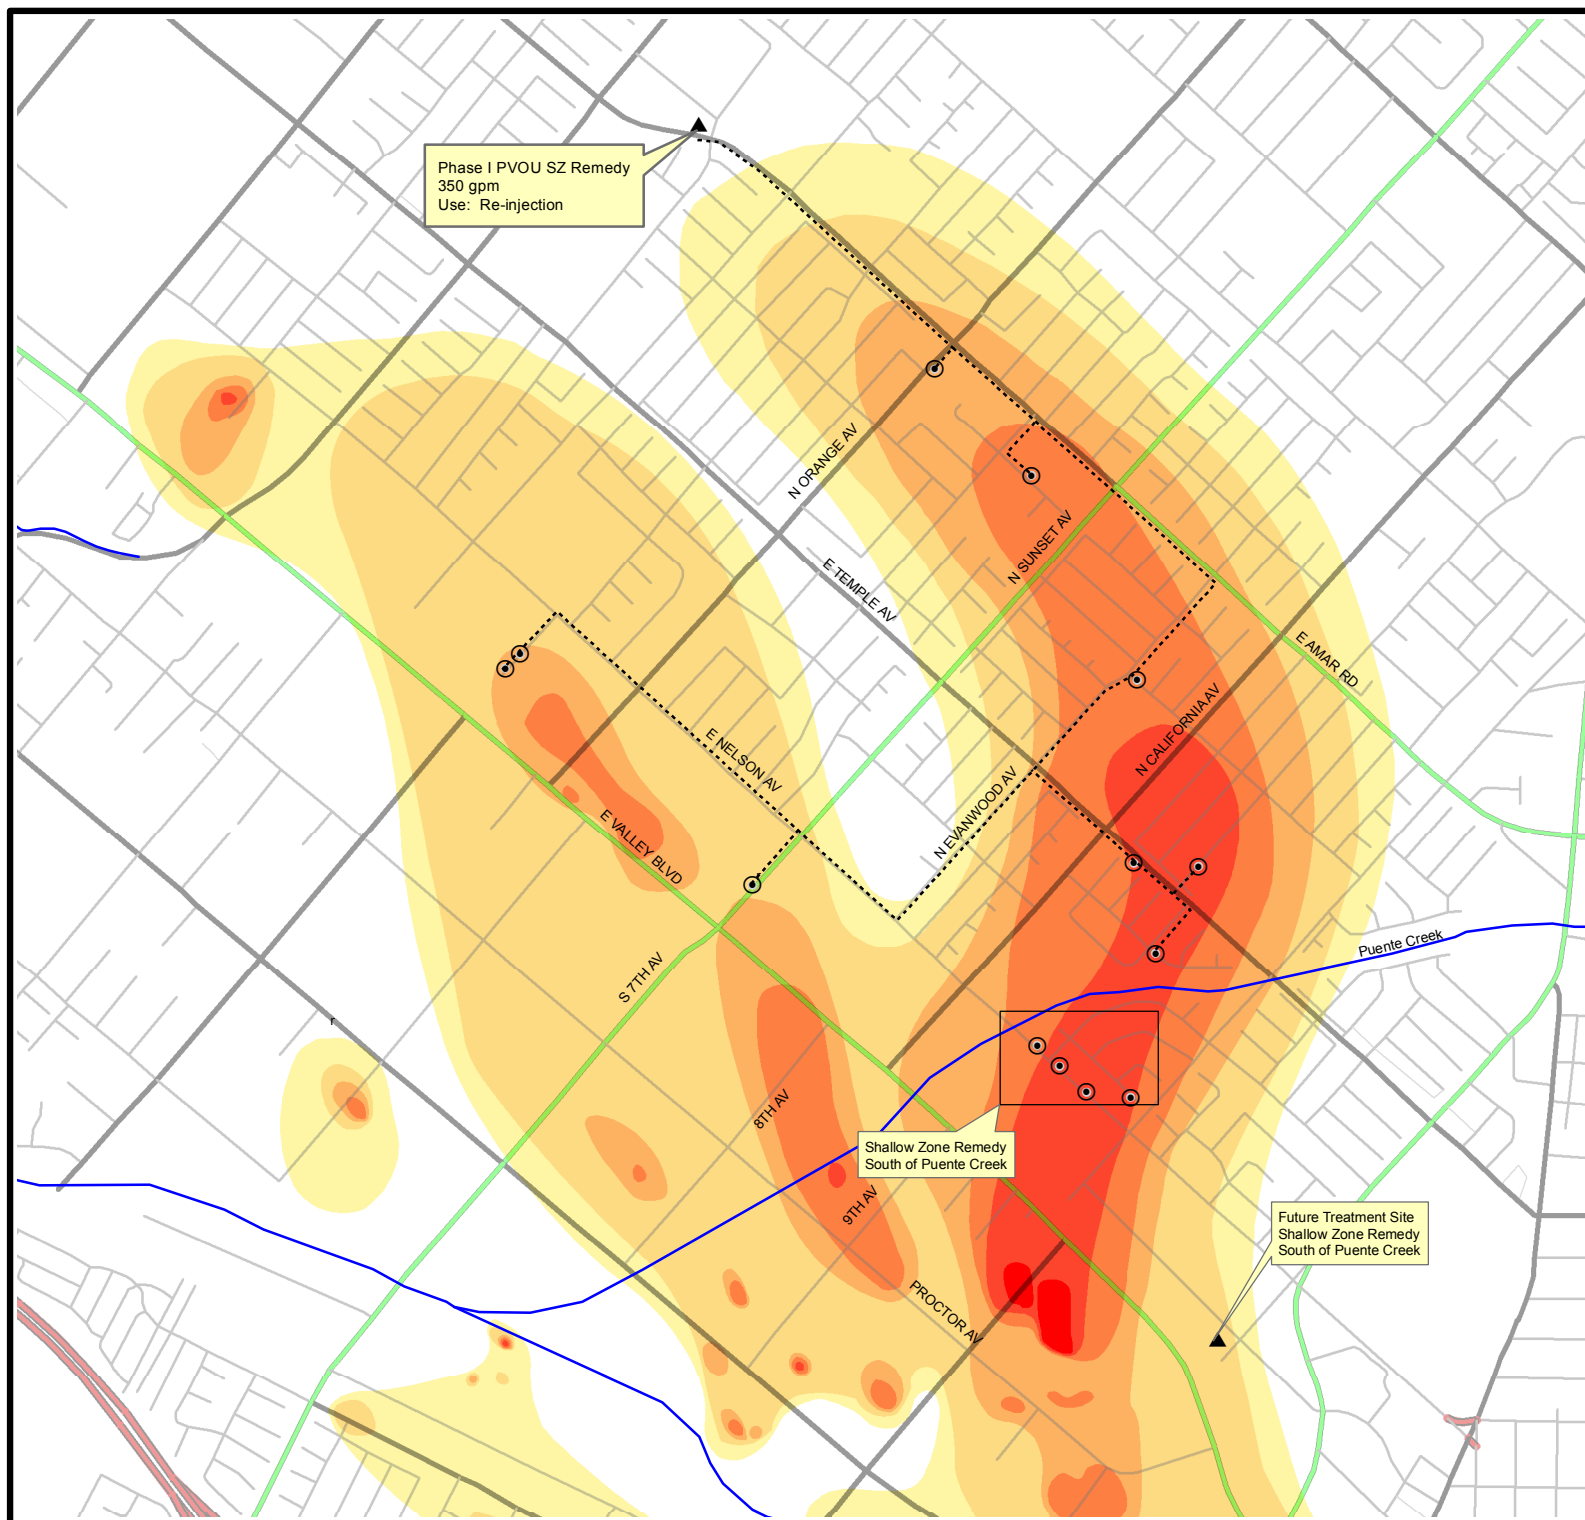 Phase I PVOU SZ Remedy
350 gpm
Use: Re-injection
N ORANGE AV
N SUNSET AV
E TEMPLE AV
E AMAR RD
N CALIFORNIA AV
E NELSON AV
N EVANWOOD AV
E VALLEY BLVD
Puente Creek
S 7TH AV
r
8TH AV
Shallow Zone Remedy
South of Puente Creek
9TH AV
Future Treatment Site
Shallow Zone Remedy
South of Puente Creek
PROCTOR AV